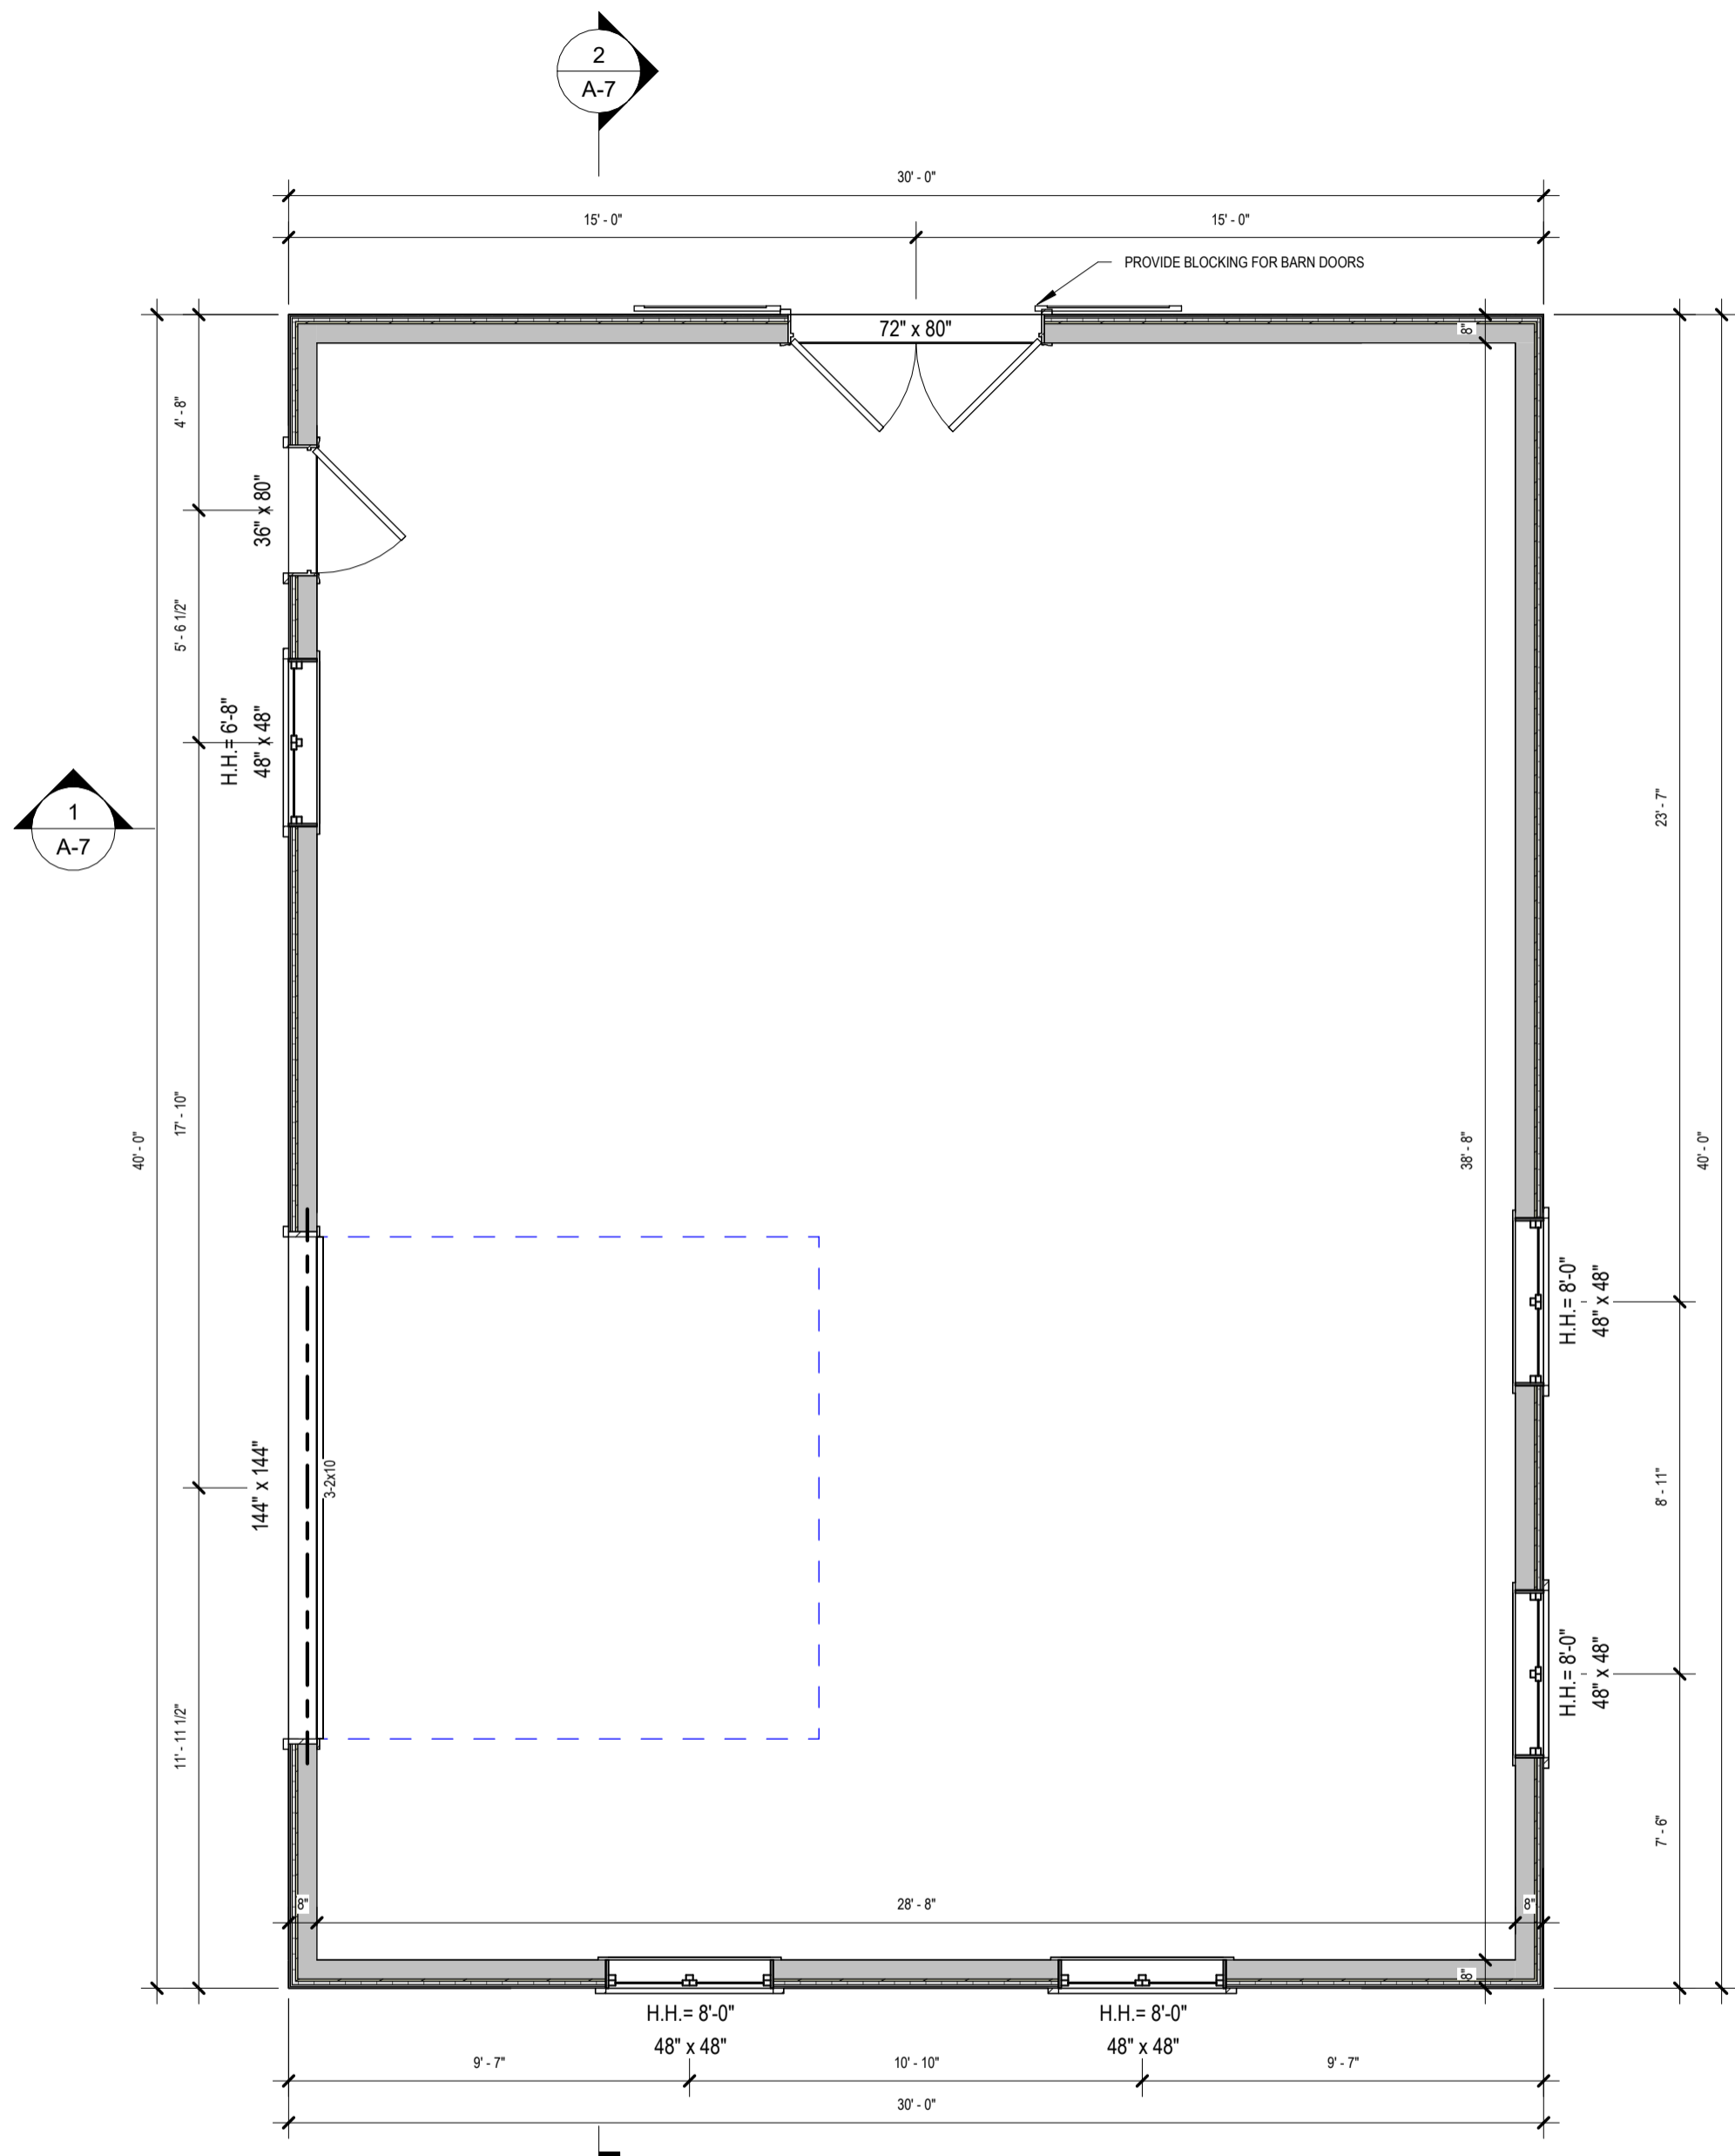 2
A-7
30' - 0"
15' - 0"
15' - 0"
PROVIDE BLOCKING FOR BARN DOORS
72" x 80"
8"
4' - 8"
36" x 80"
5' - 6 1/2"
H.H.= 6'-8"
48" x 48"
1
A-7
23' - 7"
17' - 10"
40' - 0"
38' - 8"
40' - 0"
H.H.= 8'-0"
48" x 48"
144" x 144"
3-2x10
8' - 11"
H.H.= 8'-0"
48" x 48"
11' - 11 1/2"
7' - 6"
8"
28' - 8"
8"
8"
H.H.= 8'-0"
48" x 48"
H.H.= 8'-0"
48" x 48"
9' - 7"
10' - 10"
9' - 7"
30' - 0"